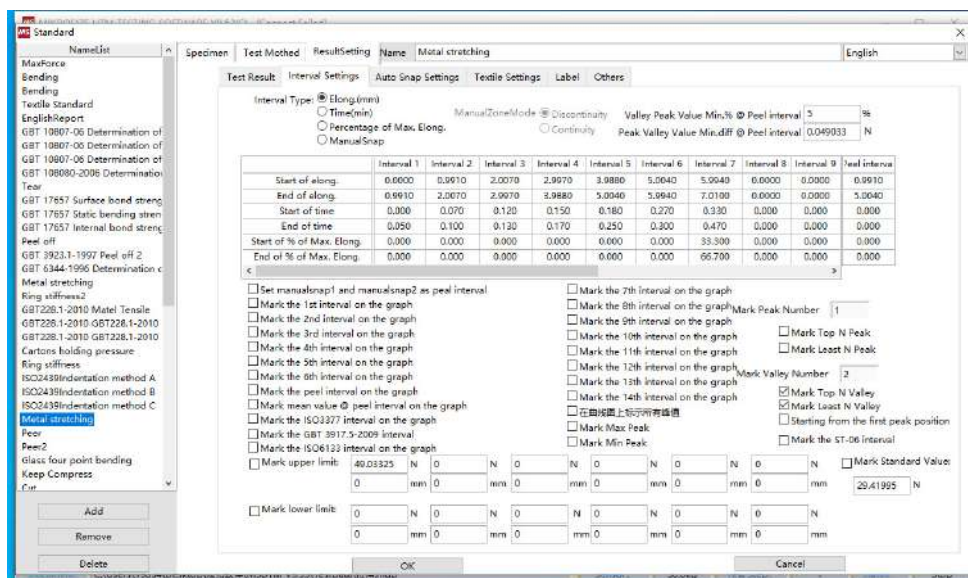 Standard
NameList
MaxForce
Bending
Bending
Textile Standard
EnglishReport
GBT 10807-06 Determination of
GBT 10807-06 Determination of
GBT 10807-06 Determination of
GBT 108080-2006 Determination
Tear
GBT 17657 Surface bond streng
GBT 17657 Static bending stren
GBT 17657 Internal bond streng
Peel off
GBT 3923.1-1997 Peel off 2
GBT 6344-1996 Determination c
Metal stretching
Ring stiffness2
GBT228.1-2010 Matel Tensile
GBT228.1-2010 GBT228.1-2010
GBT228.1-2010 GBT228.1-2010
Cartons holding pressure
Ring stiffness
ISO2439Indentation method A
ISO2439Indentation method B
ISO2439Indentation method C
Metal stretching
Peer
Peer2
Glass four point bending
Keep Compress
Cut
Add
Remove
Delete
Specimen Test Mothed ResultSetting Name Metal stretching English
Test Result Interval Settings Auto Snap Settings Textile Settings Label Others
Interval Type: Elong.(mm)
Time(min)
Percentage of Max. Elong.
ManualSnap
ManualZoneMode Discontinuity
Continuity
Valley Peak Value Min.% @ Peel interval 5 %
Peak Valley Value Min.diff @ Peel interval 0.049033 N
Interval 1 Interval 2 Interval 3 Interval 4 Interval 5 Interval 6 Interval 7 Interval 8 Interval 9 Peel interva
Start of elong. 0.0000 0.9910 2.0070 2.9970 3.9880 5.0040 5.9940 0.0000 0.0000 0.9910
End of elong. 0.9910 2.0070 2.9970 3.9880 5.0040 5.9940 7.0100 0.0000 0.0000 5.0040
Start of time 0.000 0.070 0.120 0.150 0.180 0.270 0.330 0.000 0.000 0.000
End of time 0.050 0.100 0.130 0.170 0.250 0.300 0.470 0.000 0.000 0.000
Start of % of Max. Elong. 0.000 0.000 0.000 0.000 0.000 0.000 33.300 0.000 0.000 0.000
End of % of Max. Elong. 0.000 0.000 0.000 0.000 0.000 0.000 66.700 0.000 0.000 0.000
Set manualsnap1 and manualsnap2 as peal interval
Mark the 1st interval on the graph
Mark the 2nd interval on the graph
Mark the 3rd interval on the graph
Mark the 4th interval on the graph
Mark the 5th interval on the graph
Mark the 6th interval on the graph
Mark the peel interval on the graph
Mark mean value @ peel interval on the graph
Mark the ISO3377 interval on the graph
Mark the GBT 3917.5-2009 interval
Mark the ISO6133 interval on the graph
Mark the 7th interval on the graph
Mark the 8th interval on the graph
Mark the 9th interval on the graph
Mark the 10th interval on the graph
Mark the 11th interval on the graph
Mark the 12th interval on the graph
Mark the 13th interval on the graph
Mark the 14th interval on the graph
在曲线图上标示所有峰值
Mark Max Peak
Mark Min Peak
Mark Peak Number 1
Mark Top N Peak
Mark Least N Peak
Mark Valley Number 2
Mark Top N Valley
Mark Least N Valley
Starting from the first peak position
Mark the ST-06 interval
Mark upper limit: 49.03325 N 0 N 0 N 0 N 0 N 0 N
0 mm 0 mm 0 mm 0 mm 0 mm 0 mm
Mark Standard Value:
29.41995 N
Mark lower limit: 0 N 0 N 0 N 0 N 0 N 0 N
0 mm 0 mm 0 mm 0 mm 0 mm 0 mm
OK
Cancel